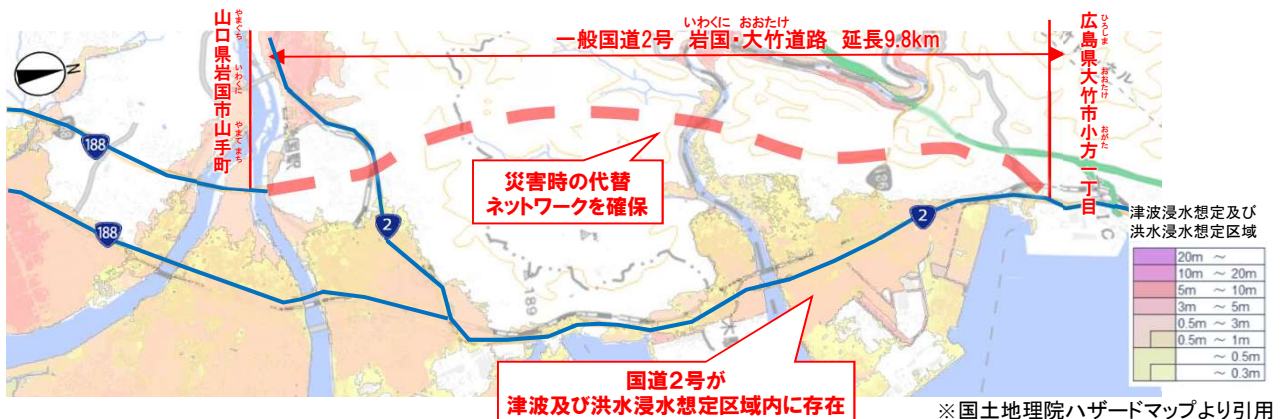 いわくに おおたけ
一般国道2号 岩国・大竹道路 延長9.8km
やまぐち いわくに やまてまち
山口県岩国市山手町
ひろしま おおたけ おがた
広島県大竹市小方一丁目
N
188
188
2
2
189
災害時の代替
ネットワークを確保
国道2号が
津波及び洪水浸水想定区域内に存在
津波浸水想定及び
洪水浸水想定区域
20m ~
10m ~ 20m
5m ~ 10m
3m ~ 5m
0.5m ~ 3m
0.5m ~ 1m
~ 0.5m
~ 0.3m
※国土地理院ハザードマップより引用